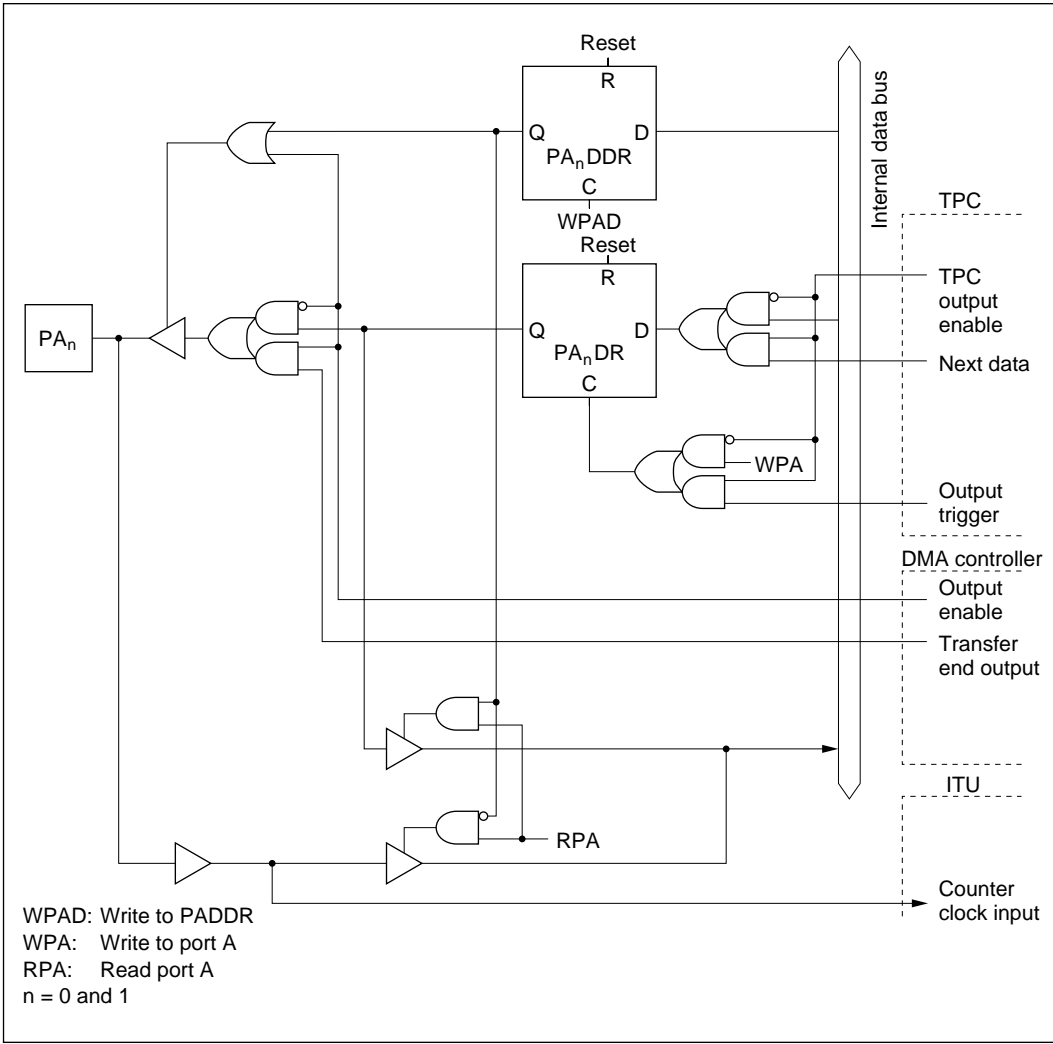 Reset
R
Q
D
PAnDDR
C
WPAD
Internal data bus
TPC
Reset
R
TPC
output
enable
PAn
Q
D
PAnDR
C
Next data
WPA
Output
trigger
DMA controller
Output
enable
Transfer
end output
ITU
RPA
Counter
clock input
WPAD: Write to PADDR
WPA: Write to port A
RPA: Read port A
n = 0 and 1